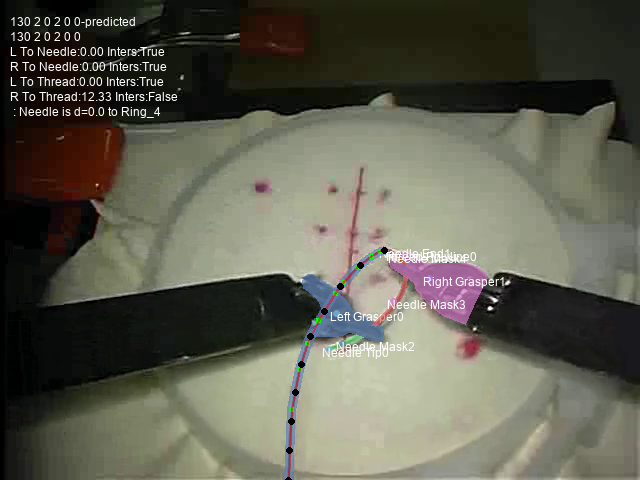 130 2 0 2 0 0-predicted
130 2 0 2 0 0
L To Needle:0.00 Inters:True
R To Needle:0.00 Inters:True
L To Thread:0.00 Inters:True
R To Thread:12.33 Inters:False
: Needle is d=0.0 to Ring_4
Needle Mask4
Right Grasper1
Needle Mask3
Left Grasper0
Needle Mask2
Needle Tip0